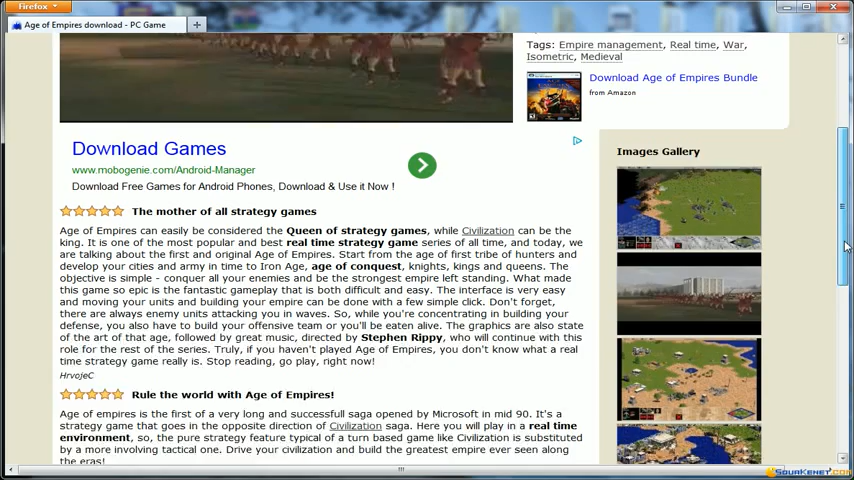 Firefox
Age of Empires download - PC Game
Tags: Empire management, Real time, War,
Isometric, Medieval
Download Age of Empires Bundle
from Amazon
Download Games
www.mobogenie.com/Android-Manager
Download Free Games for Android Phones, Download & Use it Now !
Images Gallery
The mother of all strategy games
Age of Empires can easily be considered the Queen of strategy games, while Civilization can be the
king. It is one of the most popular and best real time strategy game series of all time, and today, we
are talking about the first and original Age of Empires. Start from the age of first tribe of hunters and
develop your cities and army in time to Iron Age, age of conquest, knights, kings and queens. The
objective is simple - conquer all your enemies and be the strongest empire left standing. What made
this game so epic is the fantastic gameplay that is both difficult and easy. The interface is very easy
and moving your units and building your empire can be done with a few simple click. Don't forget,
there are always enemy units attacking you in waves. So, while you're concentrating in building your
defense, you also have to build your offensive team or you'll be eaten alive. The graphics are also state
of the art of that age, followed by great music, directed by Stephen Rippy, who will continue with this
role for the rest of the series. Truly, if you haven't played Age of Empires, you don't know what a real
time strategy game really is. Stop reading, go play, right now!
HrvojeC
Rule the world with Age of Empires!
Age of empires is the first of a very long and successfull saga opened by Microsoft in mid 90. It's a
strategy game that goes in the opposite direction of Civilization saga. Here you will play in a real time
environment, so, the pure strategy feature typical of a turn based game like Civilization is substituted
by a more involving tactical one. Drive your civilization and build the greatest empire ever seen along
the eras!
SquaKenet.com